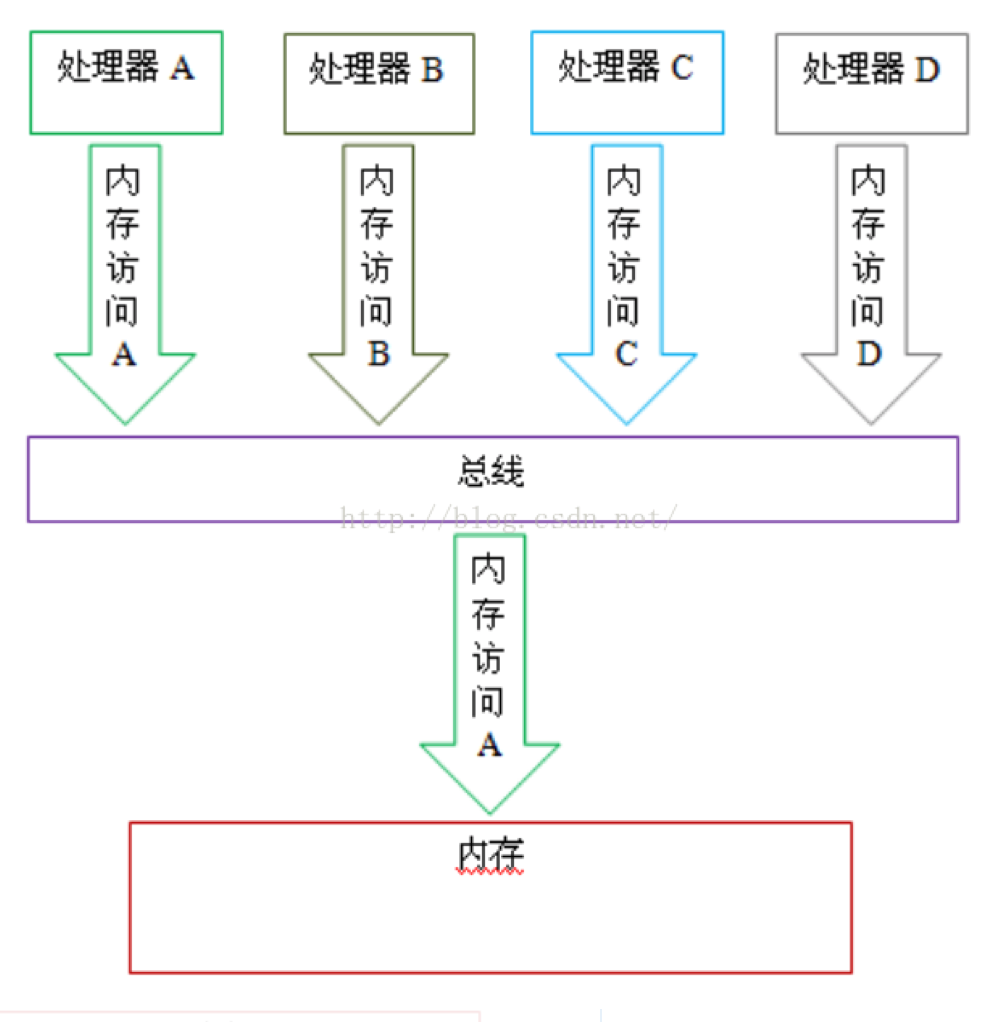 处理器 A
处理器 B
处理器 C
处理器 D
内存访问 A
内存访问 B
内存访问 C
内存访问 D
总线
http://blog.csdn.net/
内存访问 A
内存